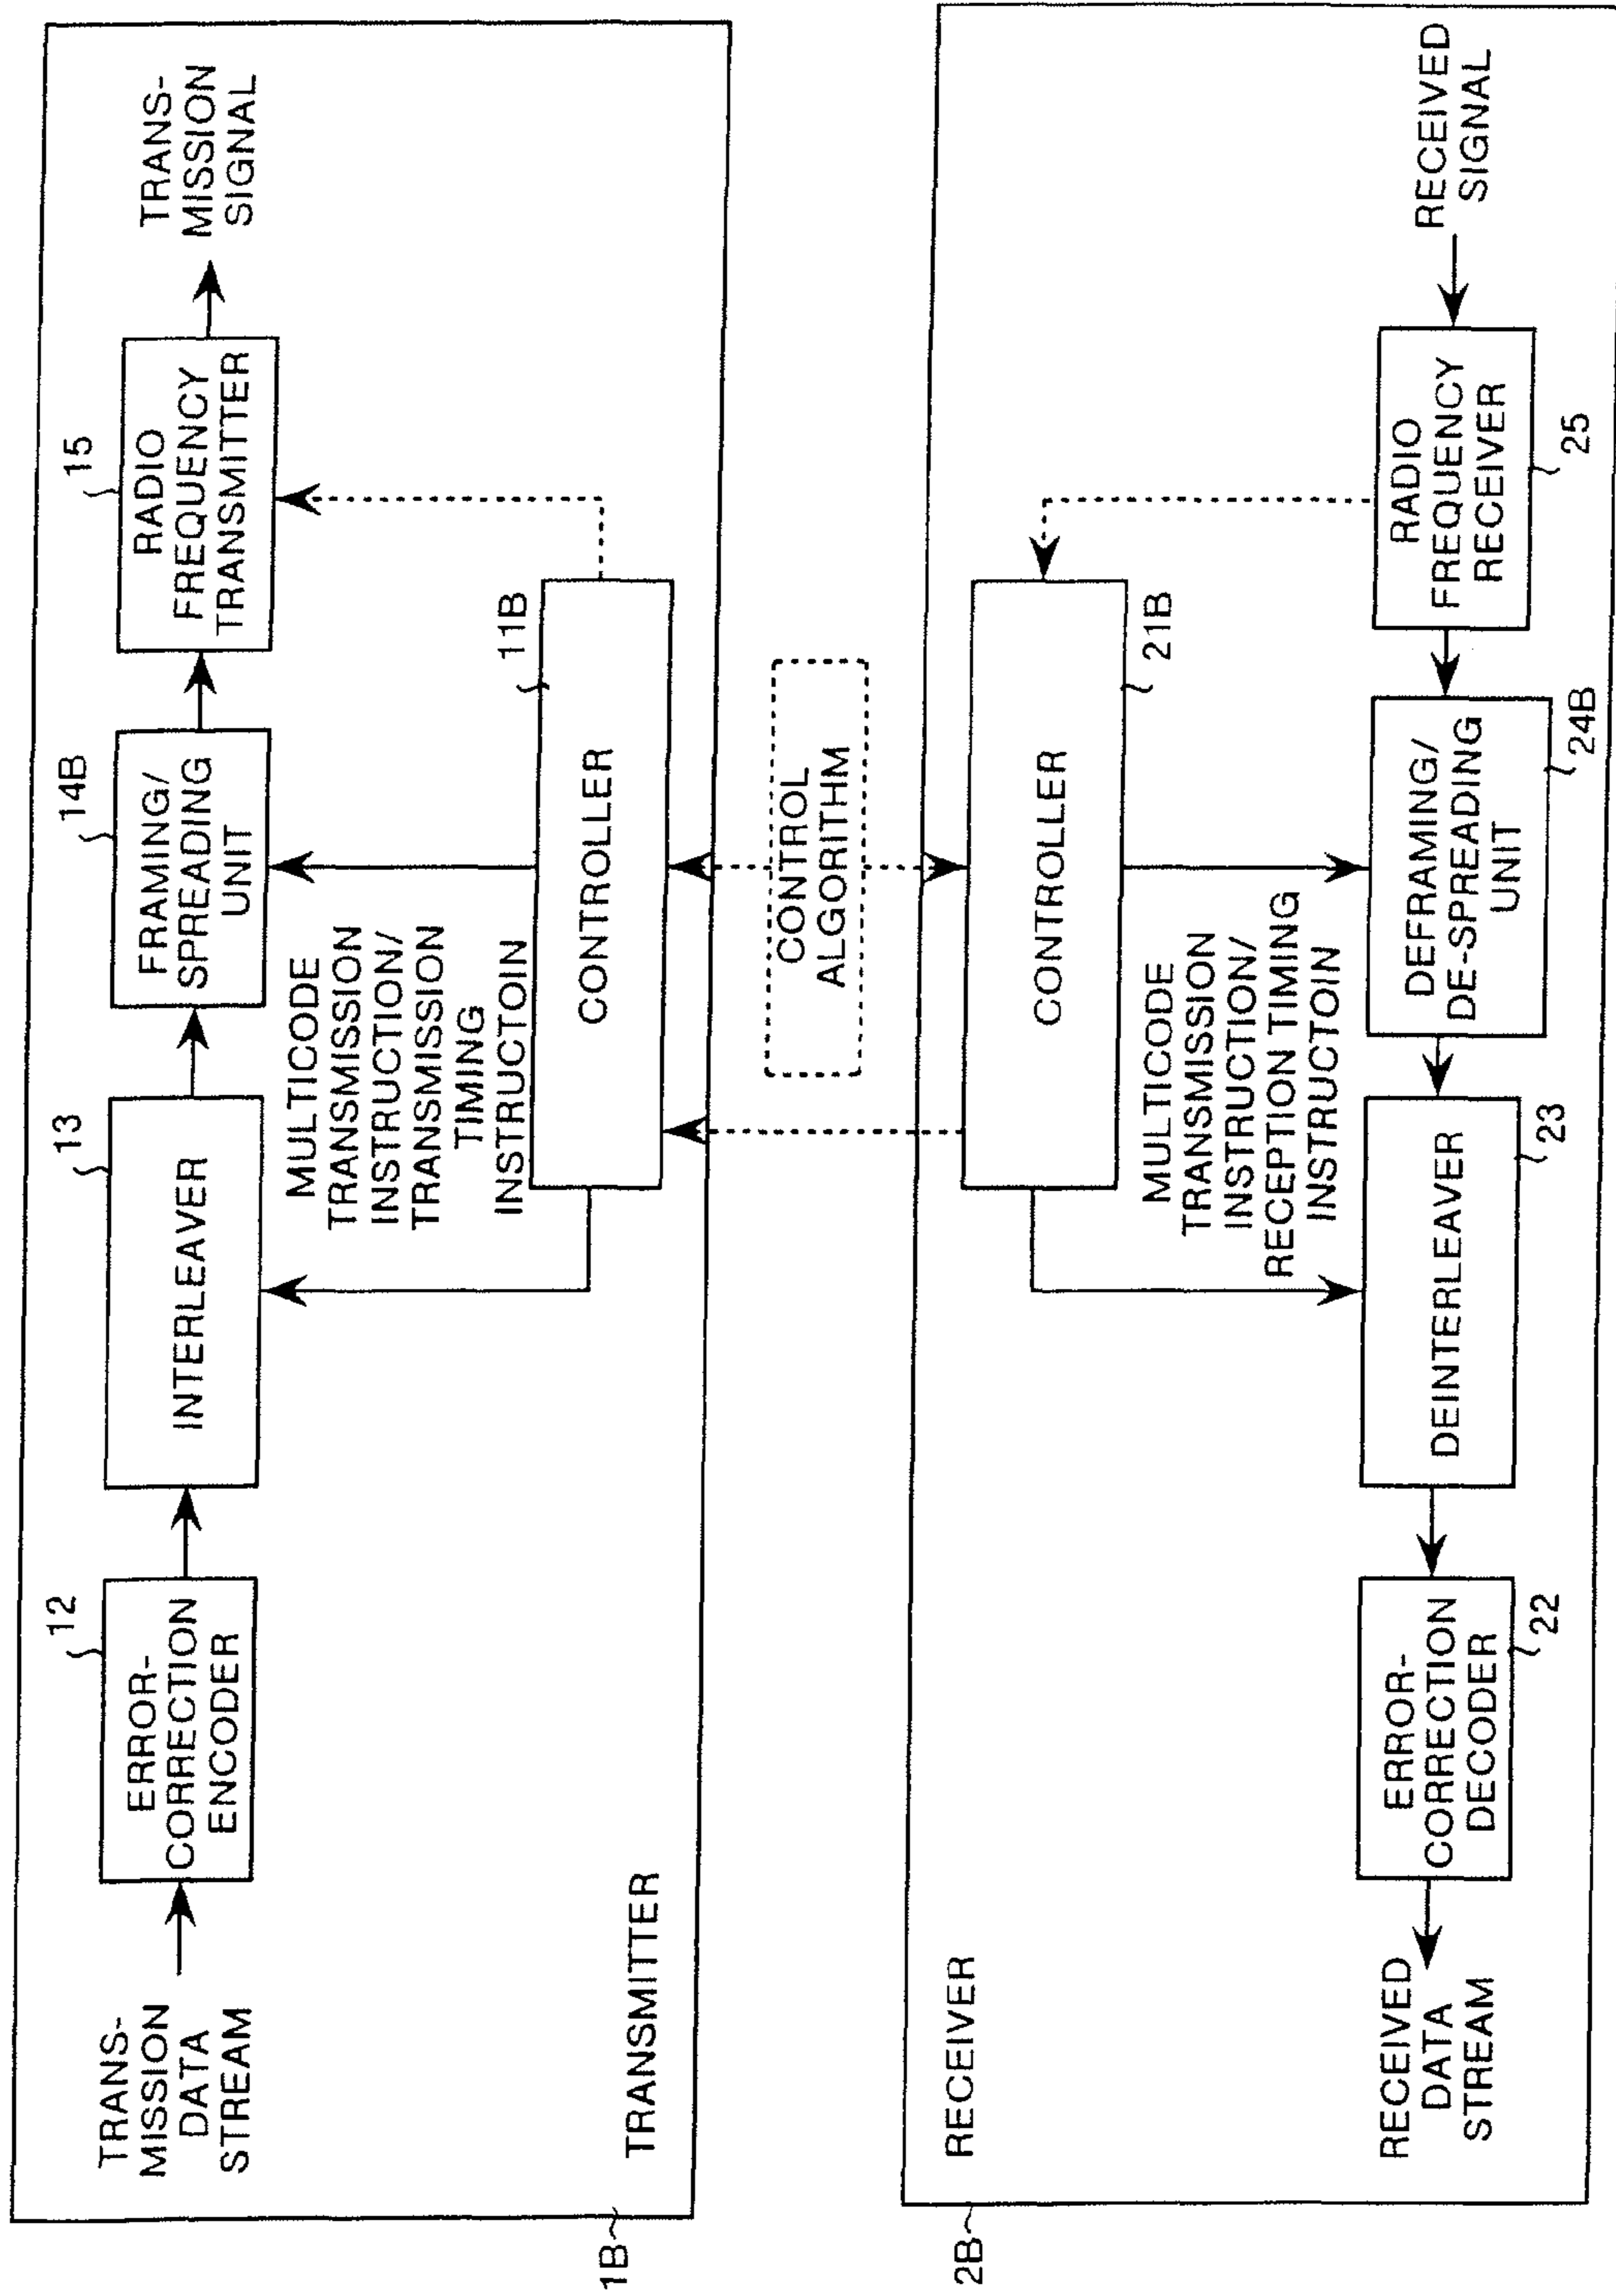 TRANS-
MISSION
DATA
STREAM
12
ERROR-
CORRECTION
ENCODER
13
INTERLEAVER
14B
FRAMING/
SPREADING
UNIT
15
RADIO
FREQUENCY
TRANSMITTER
TRANS-
MISSION
SIGNAL
MULTICODE
TRANSMISSION
INSTRUCTION/
TRANSMISSION
TIMING
INSTRUCTOIN
11B
CONTROLLER
TRANSMITTER
1B
CONTROL
ALGORITHM
2B
RECEIVER
CONTROLLER
21B
MULTICODE
TRANSMISSION
INSTRUCTION/
RECEPTION TIMING
INSTRUCTOIN
RECEIVED
DATA
STREAM
ERROR-
CORRECTION
DECODER
22
DEINTERLEAVER
23
DEFRAMING/
DE-SPREADING
UNIT
24B
RADIO
FREQUENCY
RECEIVER
25
RECEIVED
SIGNAL